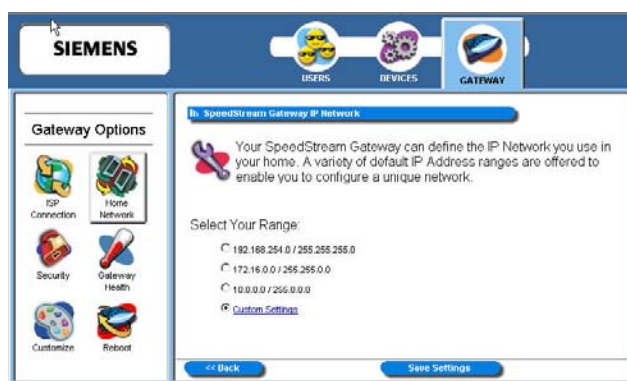 SIEMENS
USERS
DEVICES
GATEWAY
Gateway Options
ISP
Connection
Home
Network
Security
Gateway
Health
Customize
Reboot
SpeedStream Gateway IP Network
Your SpeedStream Gateway can define the IP Network you use in
your home. A variety of default IP Address ranges are offered to
enable you to configure a unique network.
Select Your Range:
192.168.254.0 / 255.255.255.0
172.16.0.0 / 255.255.0.0
10.0.0.0 / 255.0.0.0
Custom Settings
<< Back
Save Settings